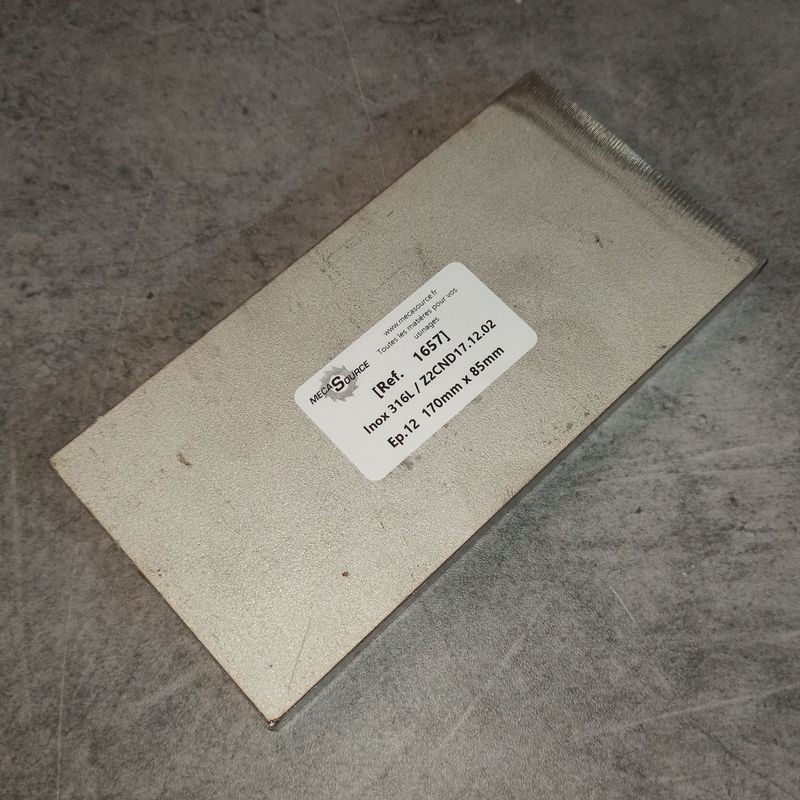 MECASOURCE
www.mecasource.fr
Toutes les matières pour vos
usinages
[Ref. 1657]
Inox 316L / Z2CND17.12.02
Ep.12 170mm x 85mm